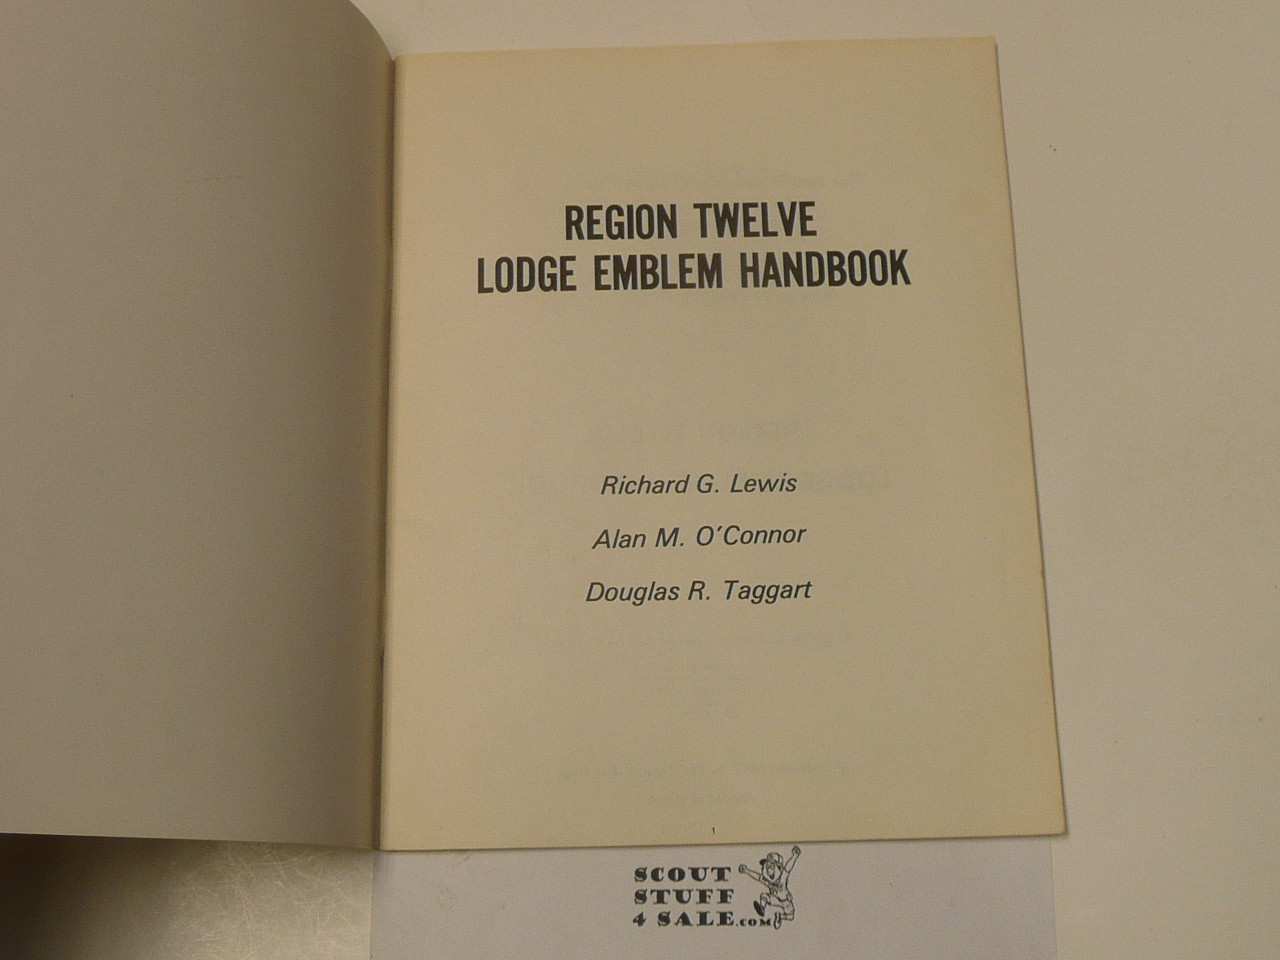 REGION TWELVE
LODGE EMBLEM HANDBOOK
Richard G. Lewis
Alan M. O'Connor
Douglas R. Taggart
1
SCOUT
STUFF
4 SALE.COM